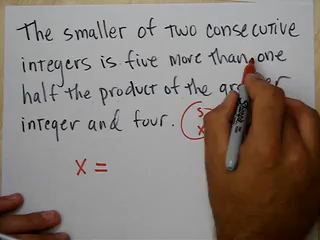 The smaller of two consecutive
integers is five more than one
half the product of the
integer and four. S
x
x =